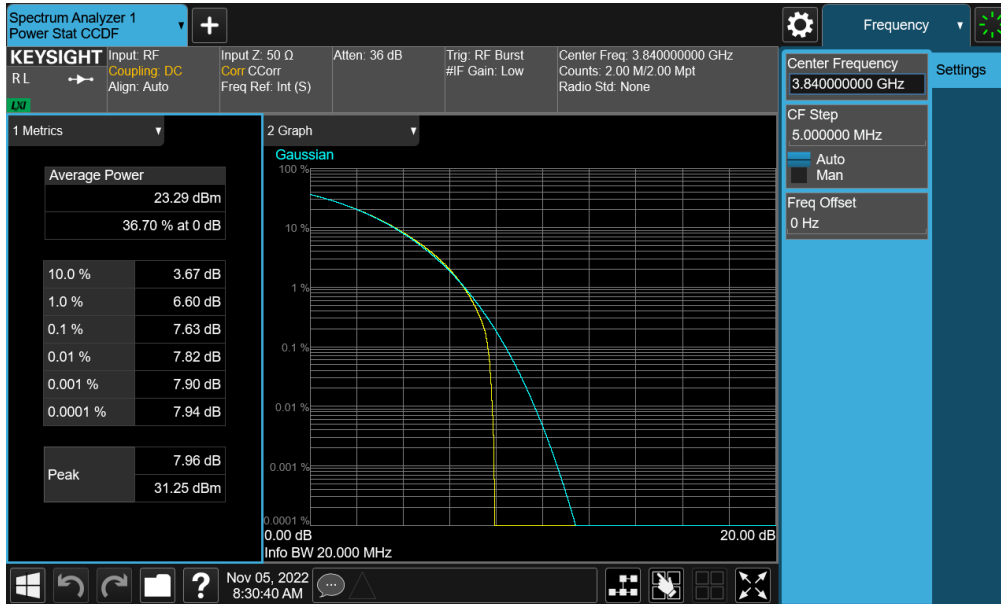 Spectrum Analyzer 1
Power Stat CCDF
Frequency
KEYSIGHT
R L
LXI
Input: RF
Coupling: DC
Align: Auto
Input Z: 50 Ω
Corr CCorr
Freq Ref: Int (S)
Atten: 36 dB
Trig: RF Burst
#IF Gain: Low
Center Freq: 3.840000000 GHz
Counts: 2.00 M/2.00 Mpt
Radio Std: None
1 Metrics
Average Power
23.29 dBm
36.70 % at 0 dB
10.0 % 3.67 dB
1.0 % 6.60 dB
0.1 % 7.63 dB
0.01 % 7.82 dB
0.001 % 7.90 dB
0.0001 % 7.94 dB
Peak
7.96 dB
31.25 dBm
2 Graph
Gaussian
100 %
10 %
1 %
0.1 %
0.01 %
0.001 %
0.0001 %
0.00 dB 20.00 dB
Info BW 20.000 MHz
Center Frequency
3.840000000 GHz
CF Step
5.000000 MHz
Auto
Man
Freq Offset
0 Hz
Settings
?
Nov 05, 2022
8:30:40 AM